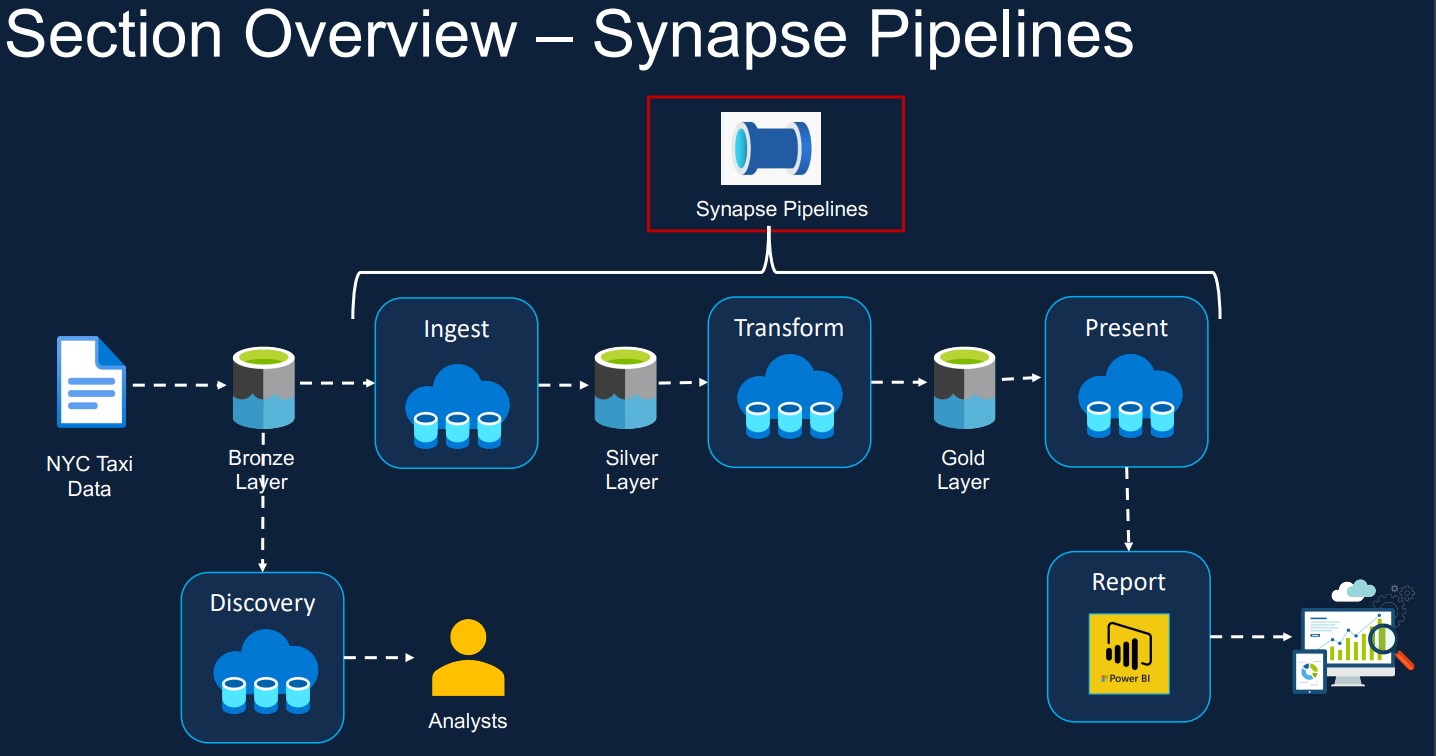 Section Overview – Synapse Pipelines
Synapse Pipelines
Ingest
Transform
Present
NYC Taxi
Data
Bronze
Layer
Silver
Layer
Gold
Layer
Discovery
Analysts
Report
Power BI